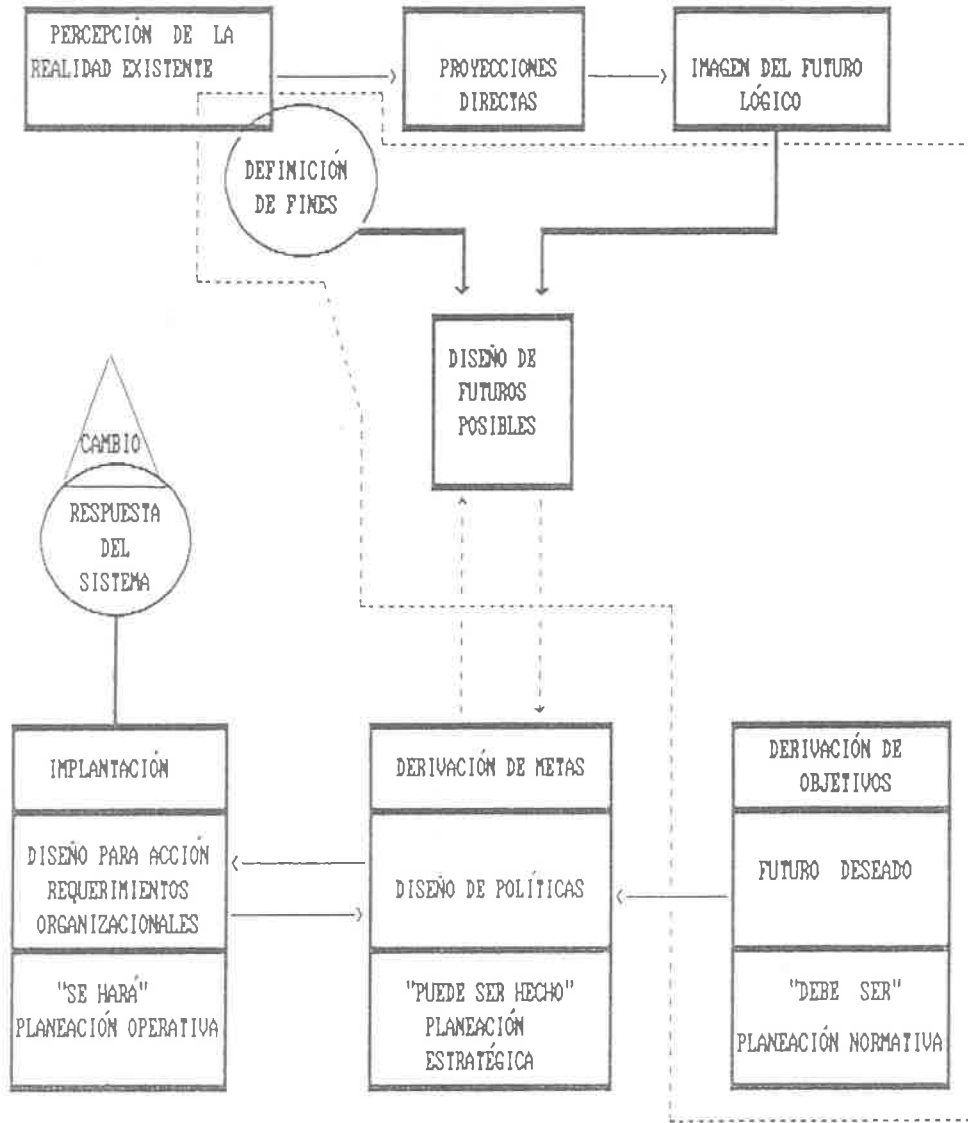 PERCEPCIÓN DE LA
REALIDAD EXISTENTE
PROYECCIONES
DIRECTAS
IMAGEN DEL FUTURO
LÓGICO
DEFINICIÓN
DE FINES
DISEÑO DE
FUTUROS
POSIBLES
CAMBIO
RESPUESTA
DEL
SISTEMA
IMPLANTACIÓN
DISEÑO PARA ACCIÓN
REQUERIMIENTOS
ORGANIZACIONALES
"SE HARÁ"
PLANEACIÓN OPERATIVA
DERIVACIÓN DE METAS
DISEÑO DE POLÍTICAS
"PUEDE SER HECHO"
PLANEACIÓN
ESTRATÉGICA
DERIVACIÓN DE
OBJETIVOS
FUTURO DESEADO
"DEBE SER"
PLANEACIÓN NORMATIVA